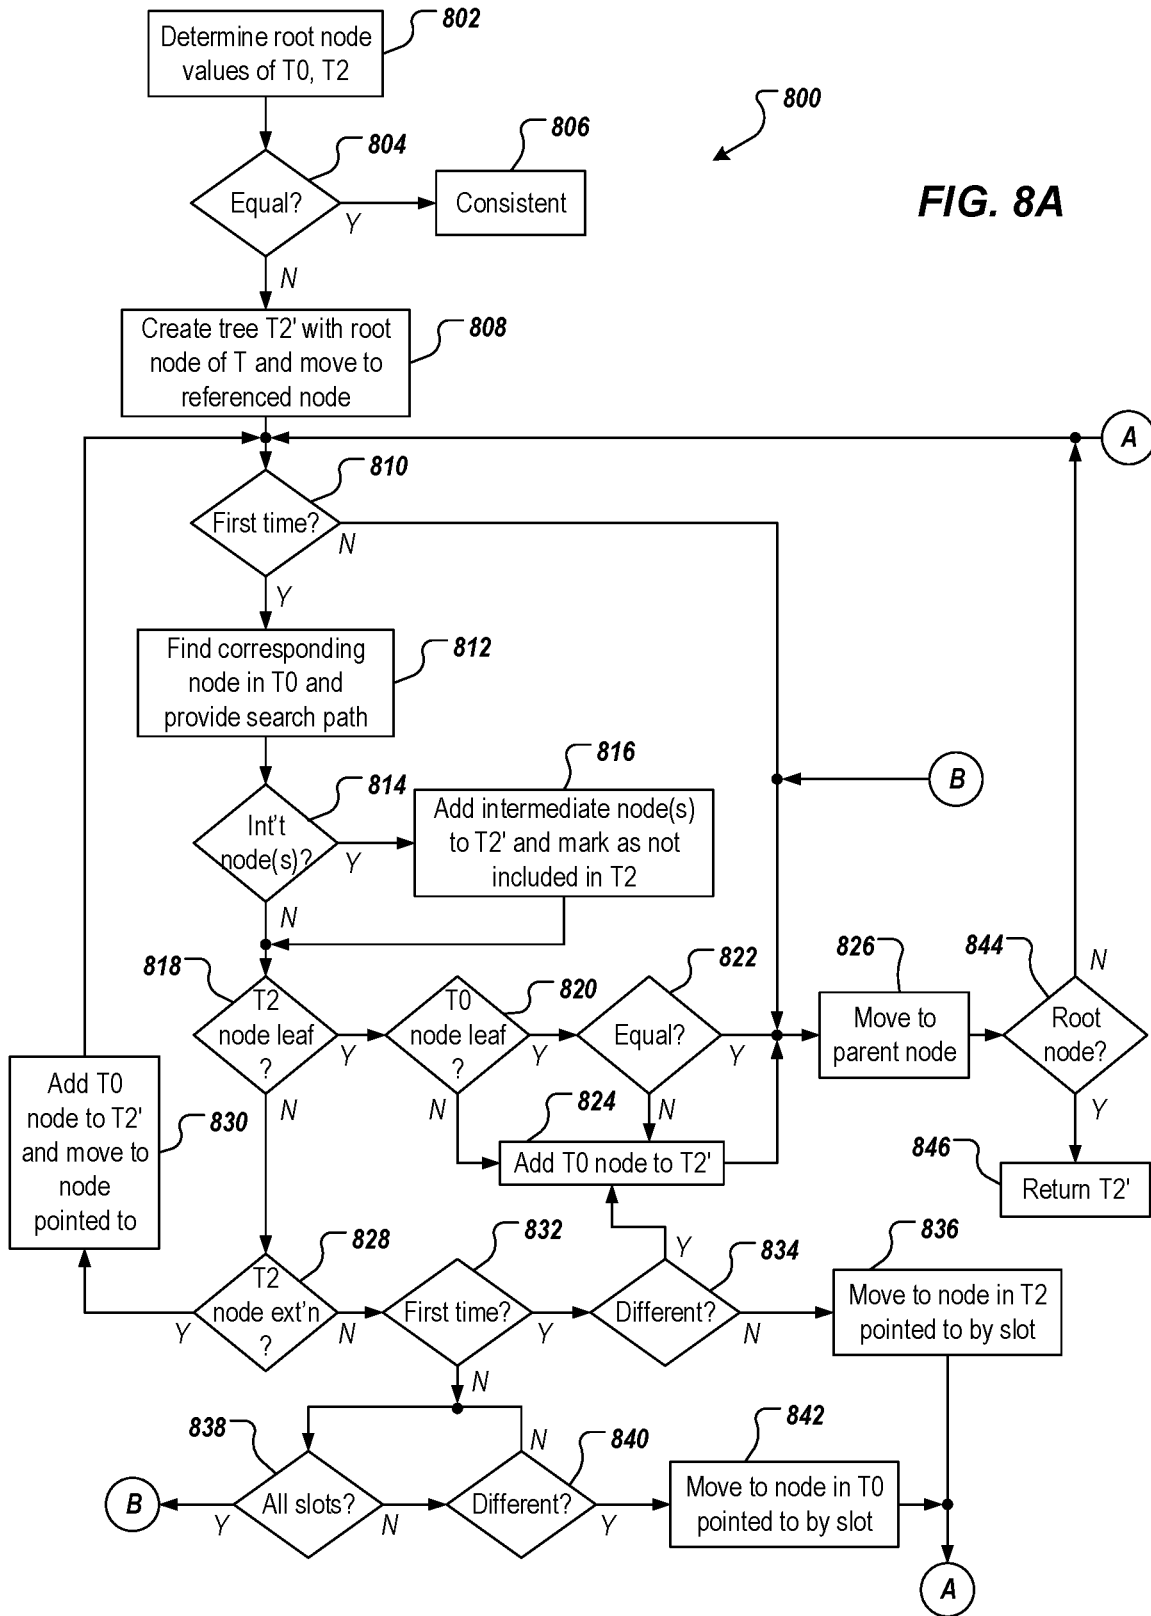 802
Determine root node
values of T0, T2
800
804
806
Equal?
Y
Consistent
FIG. 8A
N
Create tree T2' with root
node of T and move to
referenced node
808
A
810
First time?
N
Y
Find corresponding
node in T0 and
provide search path
812
816
B
814
Add intermediate node(s)
to T2' and mark as not
included in T2
Int't
node(s)?
Y
N
818
T2
node leaf
?
Y
N
820
T0
node leaf
?
Y
N
822
Equal?
Y
N
826
Move to
parent node
844
N
Root
node?
Y
824
Add T0 node to T2'
846
Return T2'
Add T0
node to T2'
and move to
node
pointed to
830
828
T2
node ext'n
?
Y
N
832
First time?
Y
N
834
Y
Different?
N
836
Move to node in T2
pointed to by slot
838
B
Y
All slots?
N
840
N
Different?
Y
842
Move to node in T0
pointed to by slot
A